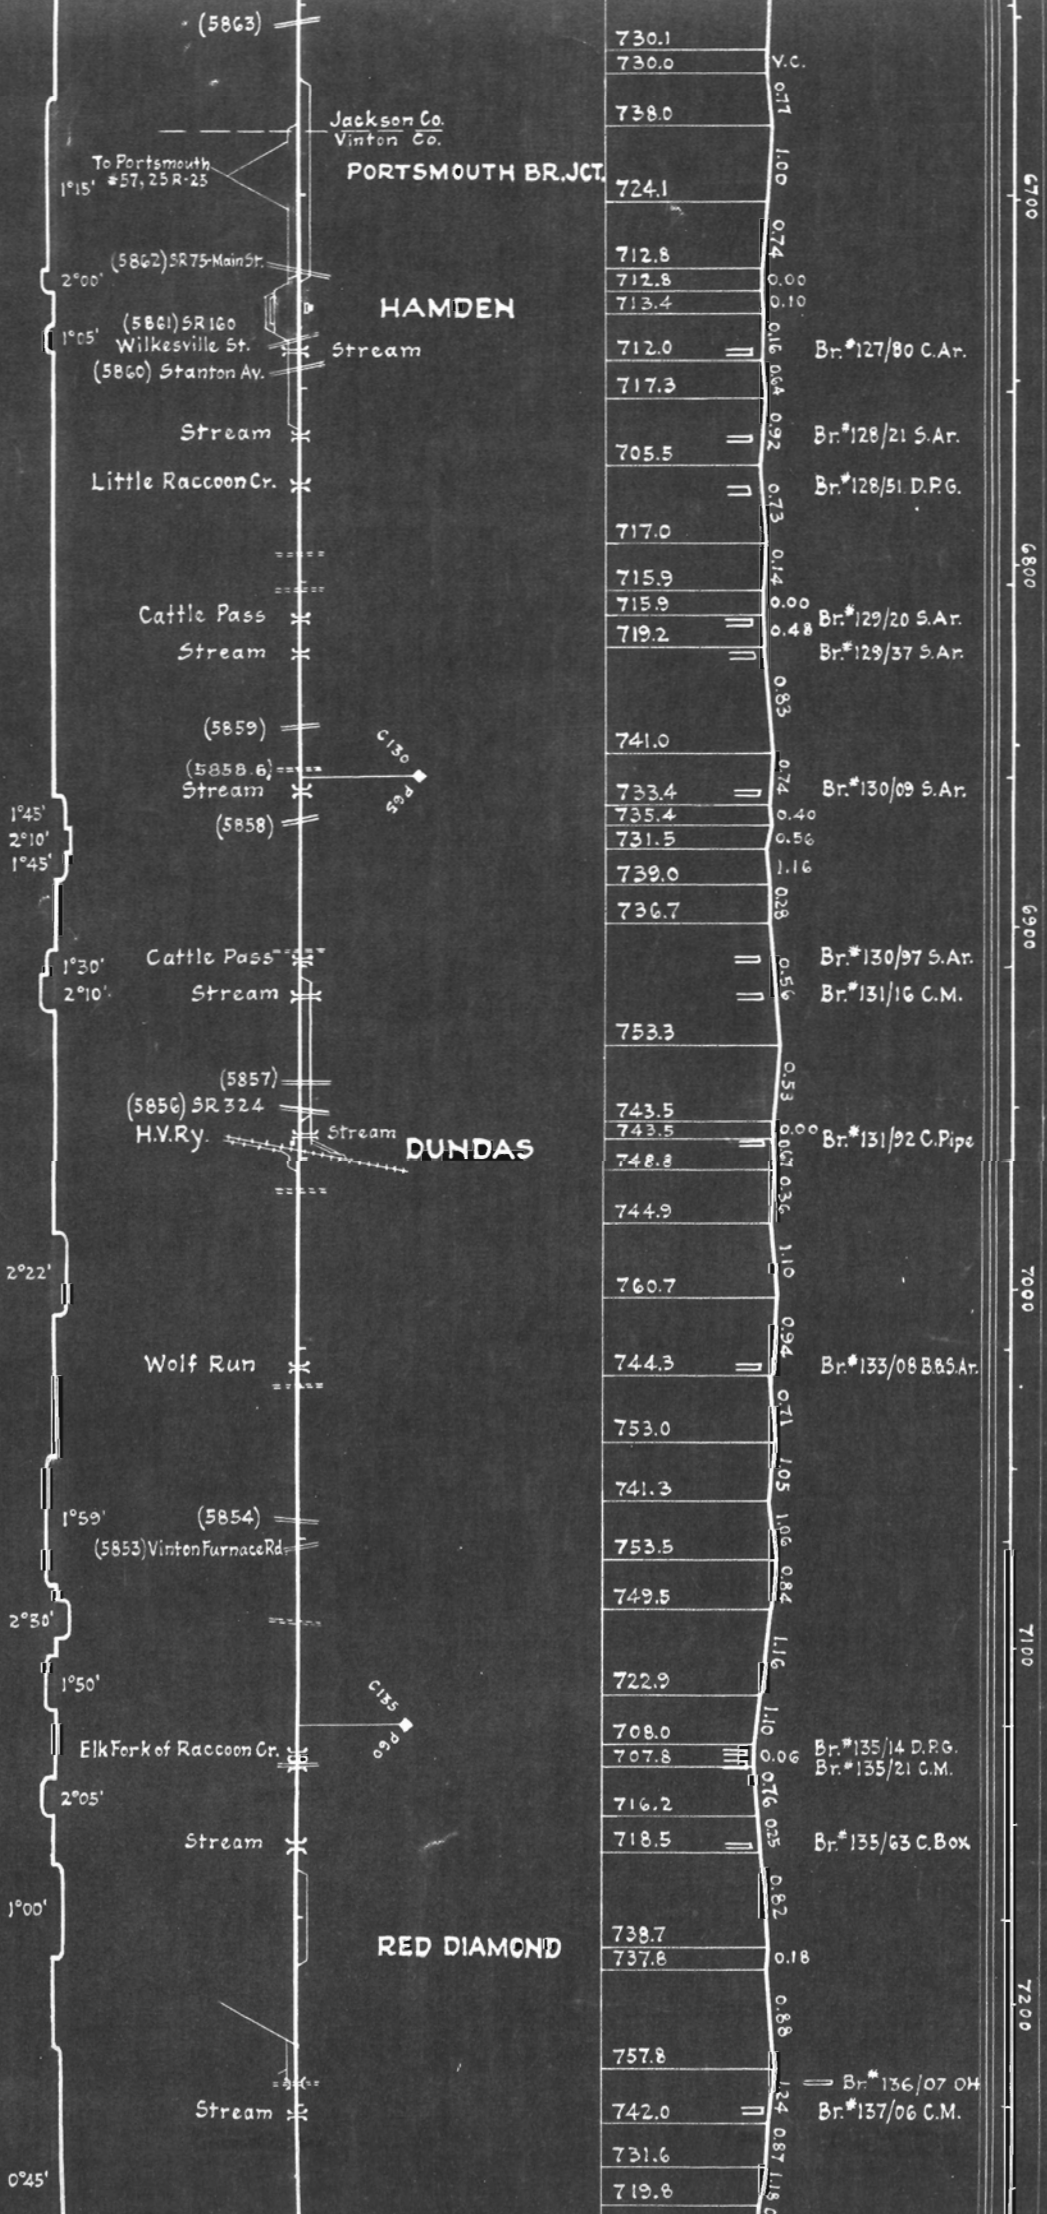 (5863)
730.1
730.0 V.C.
0.77
738.0
Jackson Co.
Vinton Co.
1.00
To Portsmouth
#57, 25 R-23
PORTSMOUTH BR. JCT.
1°15'
724.1
6700
0.74
712.8
(5862) SR75-Main St.
2°00'
712.8 0.00
HAMDEN
713.4 0.10
(5861) SR160
1°05'
Wilkesville St.
0.16
Stream
712.0
Br.#127/80 C.Ar.
(5860) Stanton Av.
0.64
717.3
Stream
0.92
Br.#128/21 S.Ar.
705.5
Little Raccoon Cr.
Br.#128/51 D.P.G.
0.73
717.0
0.14
6800
715.9
715.9 0.00
Cattle Pass
Br.#129/20 S.Ar.
719.2 0.48
Stream
Br.#129/37 S.Ar.
0.83
(5859)
C130
P65
741.0
(5858.6)
0.74
Stream
733.4
Br.#130/09 S.Ar.
1°45'
735.4 0.40
(5858)
2°10'
731.5 0.56
1°45'
739.0 1.16
0.28
736.7
6900
Cattle Pass
Br.#130/97 S.Ar.
1°30'
0.56
2°10'
Stream
Br.#131/16 C.M.
753.3
0.53
(5857)
(5856) SR 324
743.5
743.5 0.00
H.V.Ry.
Stream
Br.#131/92 C.Pipe
DUNDAS
0.67
748.8
0.36
744.9
1.10
2°22'
760.7
7000
0.94
Wolf Run
744.3
Br.#133/08 B.&S.Ar.
0.71
753.0
1.05
741.3
1°59'
(5854)
1.06
(5853) Vinton Furnace Rd.
753.5
0.84
749.5
2°30'
1.16
7100
1°50'
722.9
C135
P60
1.10
708.0
Elk Fork of Raccoon Cr.
707.8 0.06
Br.#135/14 D.P.G.
Br.#135/21 C.M.
0.76
2°05'
716.2
0.25
Stream
718.5
Br.#135/63 C.Box
0.82
1°00'
738.7
RED DIAMOND
737.8 0.18
0.88
7200
757.8
1.24
Br.#136/07 OH
Stream
742.0
Br.#137/06 C.M.
0.87
731.6
0°45'
1.18
719.8